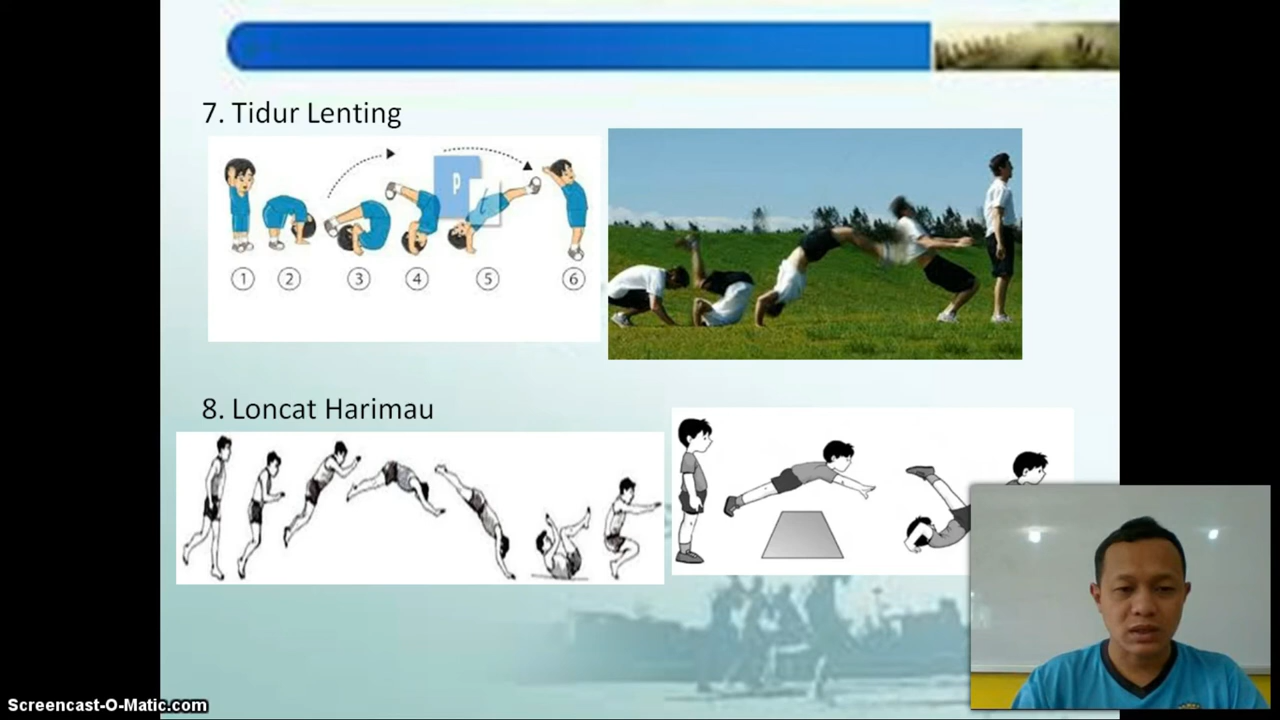 7. Tidur Lenting
P
1 2 3 4 5 6
8. Loncat Harimau
Screencast-O-Matic.com